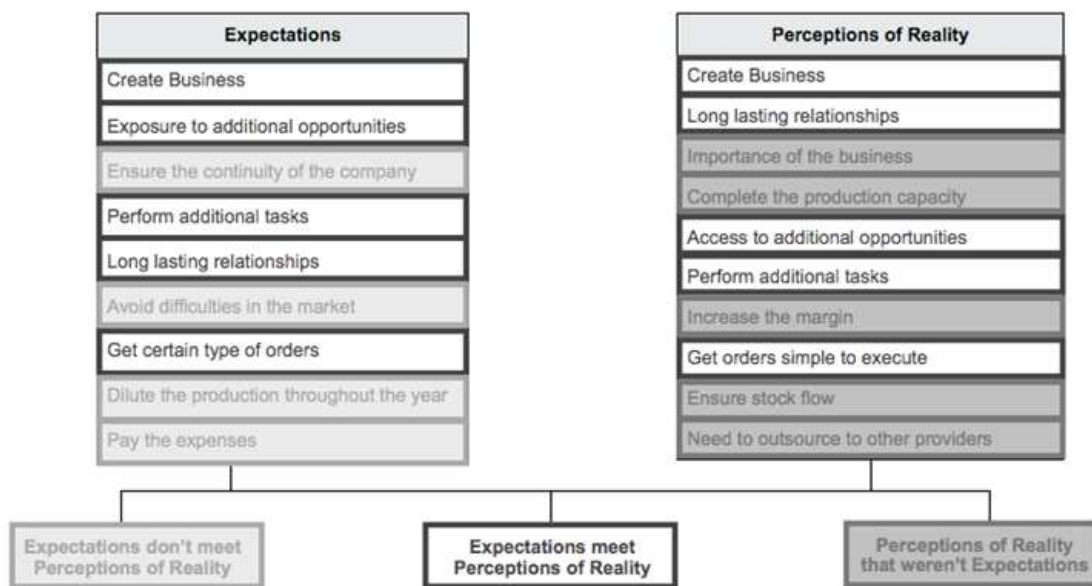 Expectations
Create Business
Exposure to additional opportunities
Ensure the continuity of the company
Perform additional tasks
Long lasting relationships
Avoid difficulties in the market
Get certain type of orders
Dilute the production throughout the year
Pay the expenses
Perceptions of Reality
Create Business
Long lasting relationships
Importance of the business
Complete the production capacity
Access to additional opportunities
Perform additional tasks
Increase the margin
Get orders simple to execute
Ensure stock flow
Need to outsource to other providers
Expectations don't meet
Perceptions of Reality
Expectations meet
Perceptions of Reality
Perceptions of Reality
that weren't Expectations